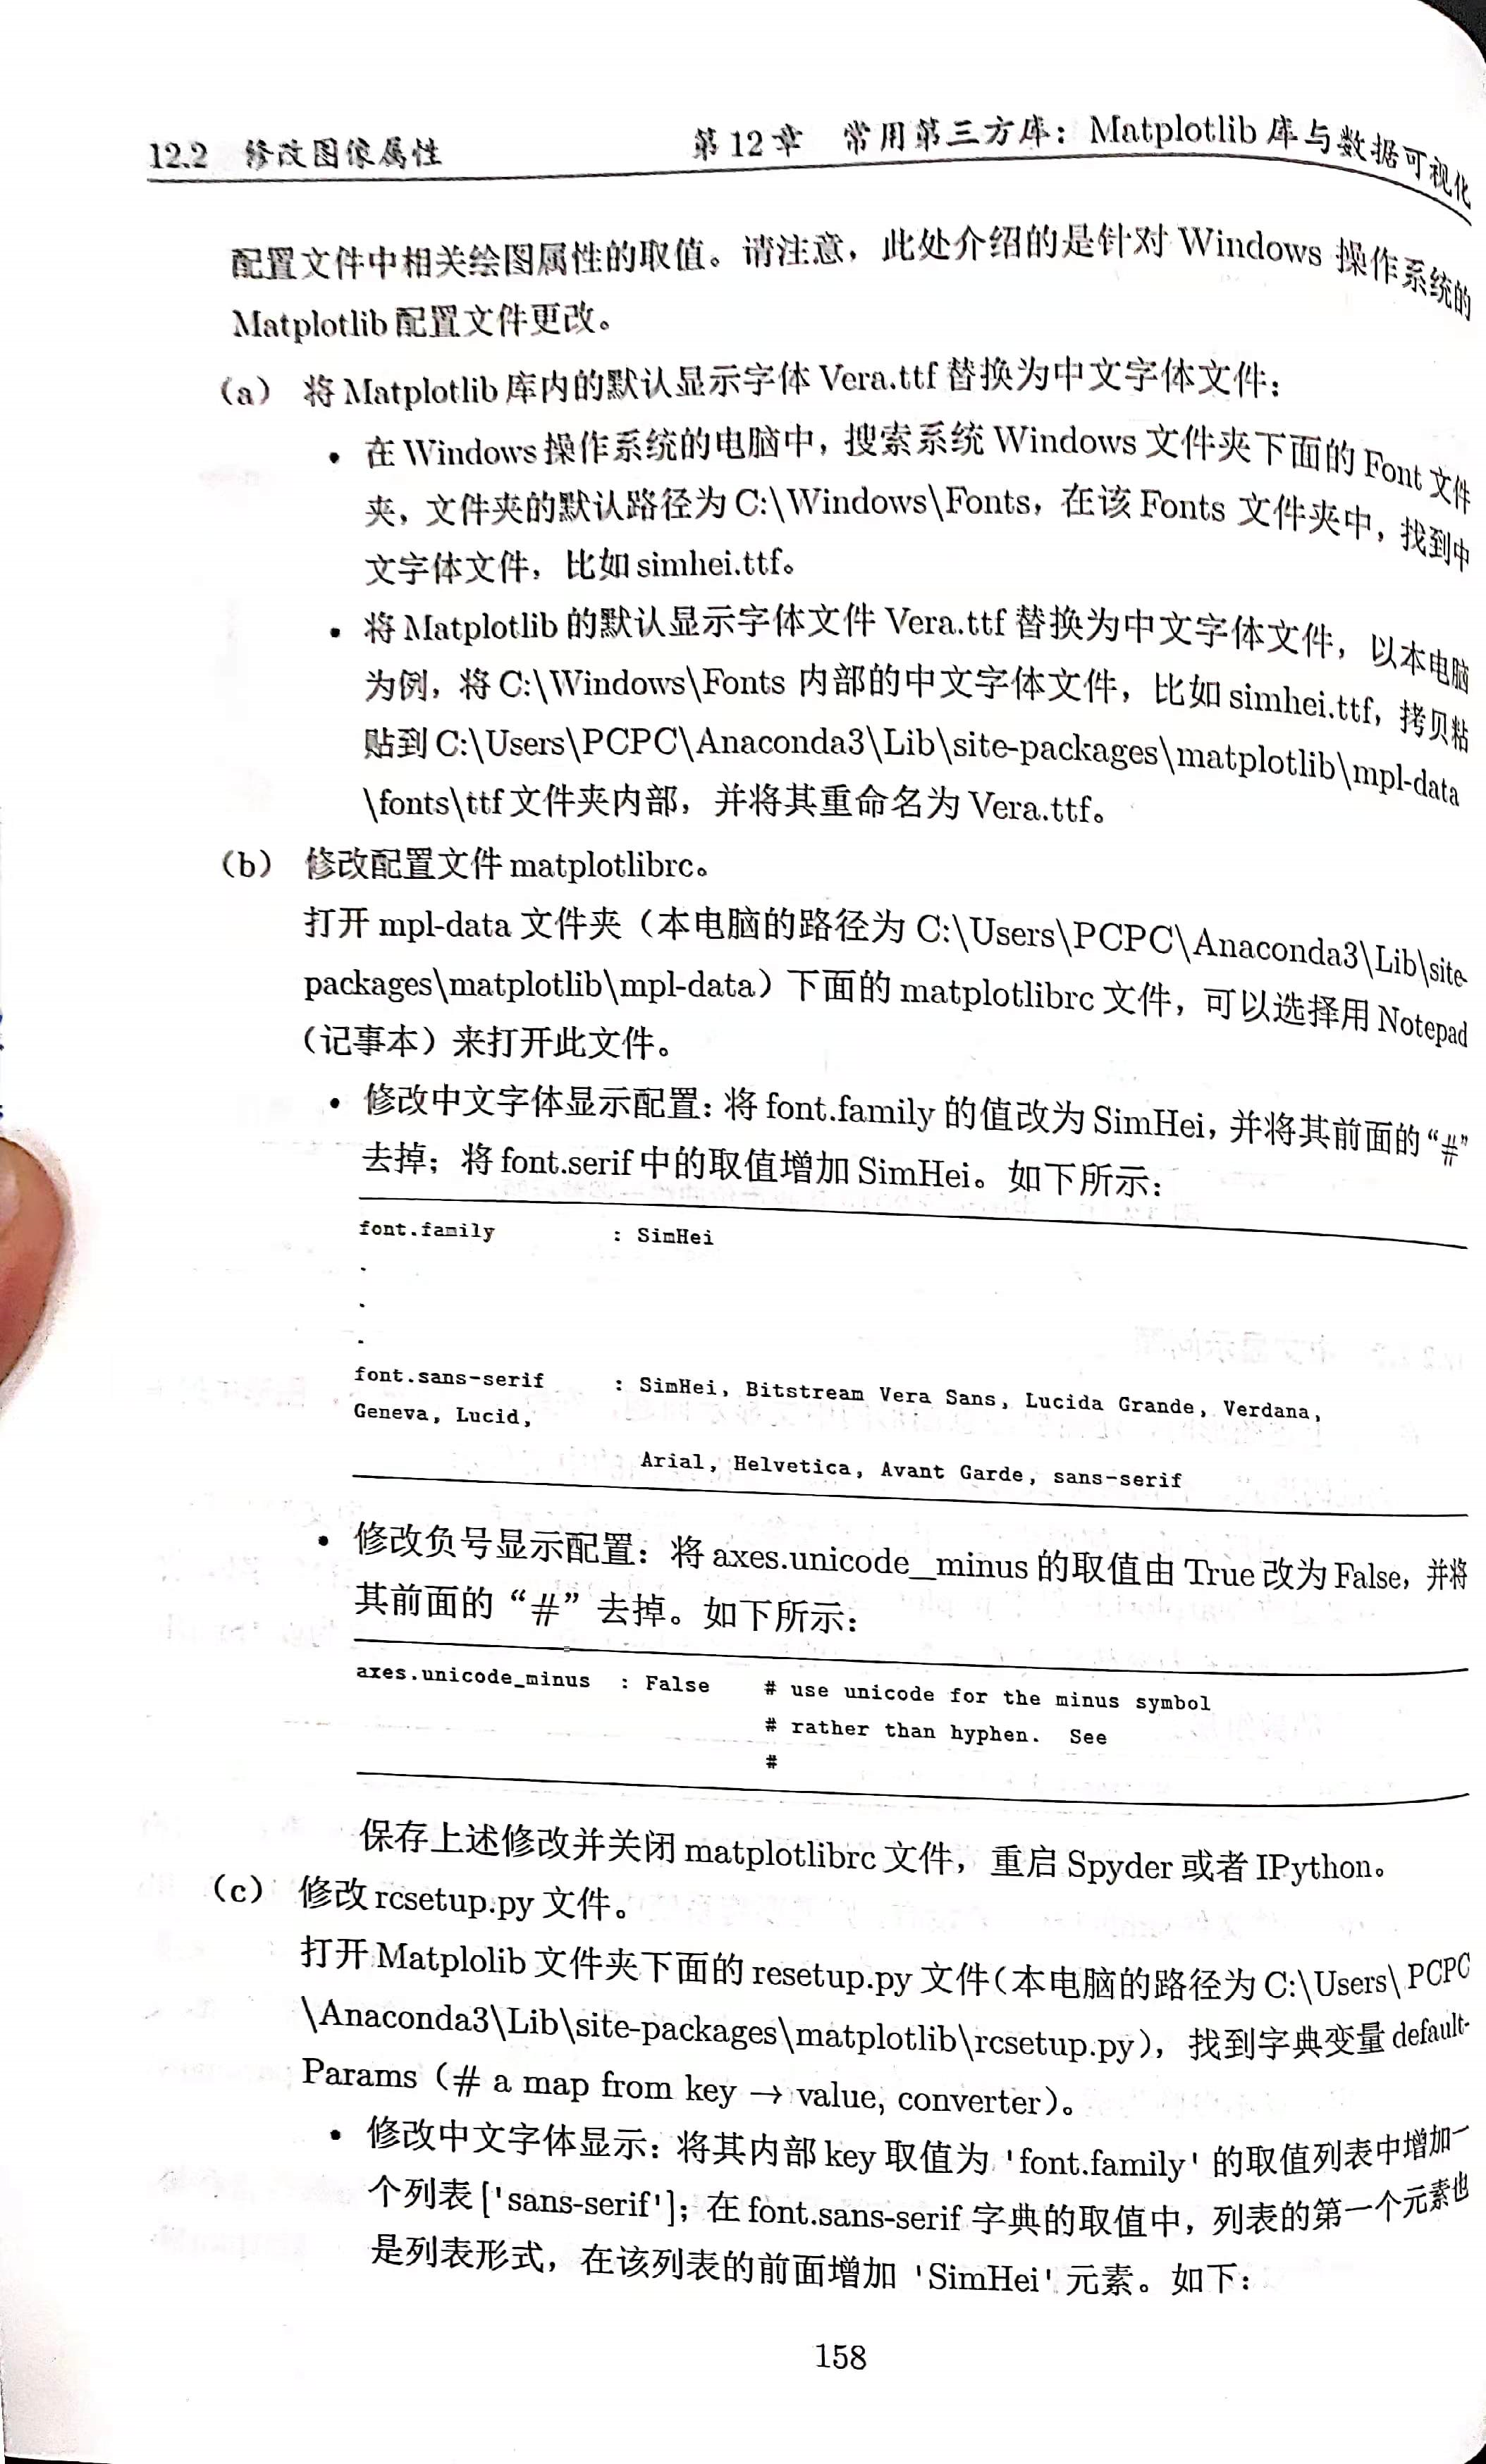 12.2 修改图像属性 第 12 章 常用第三方库：Matplotlib 库与数据可视化
配置文件中相关绘图属性的取值。请注意，此处介绍的是针对 Windows 操作系统的
Matplotlib 配置文件更改。
（a） 将 Matplotlib 库内的默认显示字体 Vera.ttf 替换为中文字体文件；
• 在 Windows 操作系统的电脑中，搜索系统 Windows 文件夹下面的 Font 文件
夹，文件夹的默认路径为 C:\Windows\Fonts，在该 Fonts 文件夹中，找到中
文字体文件，比如 simhei.ttf。
• 将 Matplotlib 的默认显示字体文件 Vera.ttf 替换为中文字体文件，以本电脑
为例，将 C:\Windows\Fonts 内部的中文字体文件，比如 simhei.ttf，拷贝粘
贴到 C:\Users\PCPC\Anaconda3\Lib\site-packages\matplotlib\mpl-data
\fonts\ttf 文件夹内部，并将其重命名为 Vera.ttf。
（b） 修改配置文件 matplotlibrc。
打开 mpl-data 文件夹（本电脑的路径为 C:\Users\PCPC\Anaconda3\Lib\site-
packages\matplotlib\mpl-data）下面的 matplotlibrc 文件，可以选择用 Notepad
（记事本）来打开此文件。
• 修改中文字体显示配置：将 font.family 的值改为 SimHei，并将其前面的“#”
去掉；将 font.serif 中的取值增加 SimHei。如下所示：
font.family : SimHei
.
.
.
font.sans-serif : SimHei, Bitstream Vera Sans, Lucida Grande, Verdana,
Geneva, Lucid,
Arial, Helvetica, Avant Garde, sans-serif
• 修改负号显示配置：将 axes.unicode_minus 的取值由 True 改为 False，并将
其前面的“#”去掉。如下所示：
axes.unicode_minus : False # use unicode for the minus symbol
# rather than hyphen. See
#
保存上述修改并关闭 matplotlibrc 文件，重启 Spyder 或者 IPython。
（c） 修改 rcsetup.py 文件。
打开 Matplolib 文件夹下面的 resetup.py 文件（本电脑的路径为 C:\Users\PCPC
\Anaconda3\Lib\site-packages\matplotlib\rcsetup.py），找到字典变量 default-
Params（# a map from key → value, converter）。
• 修改中文字体显示：将其内部 key 取值为 'font.family' 的取值列表中增加一
个列表 ['sans-serif']；在 font.sans-serif 字典的取值中，列表的第一个元素也
是列表形式，在该列表的前面增加 'SimHei' 元素。如下：
158